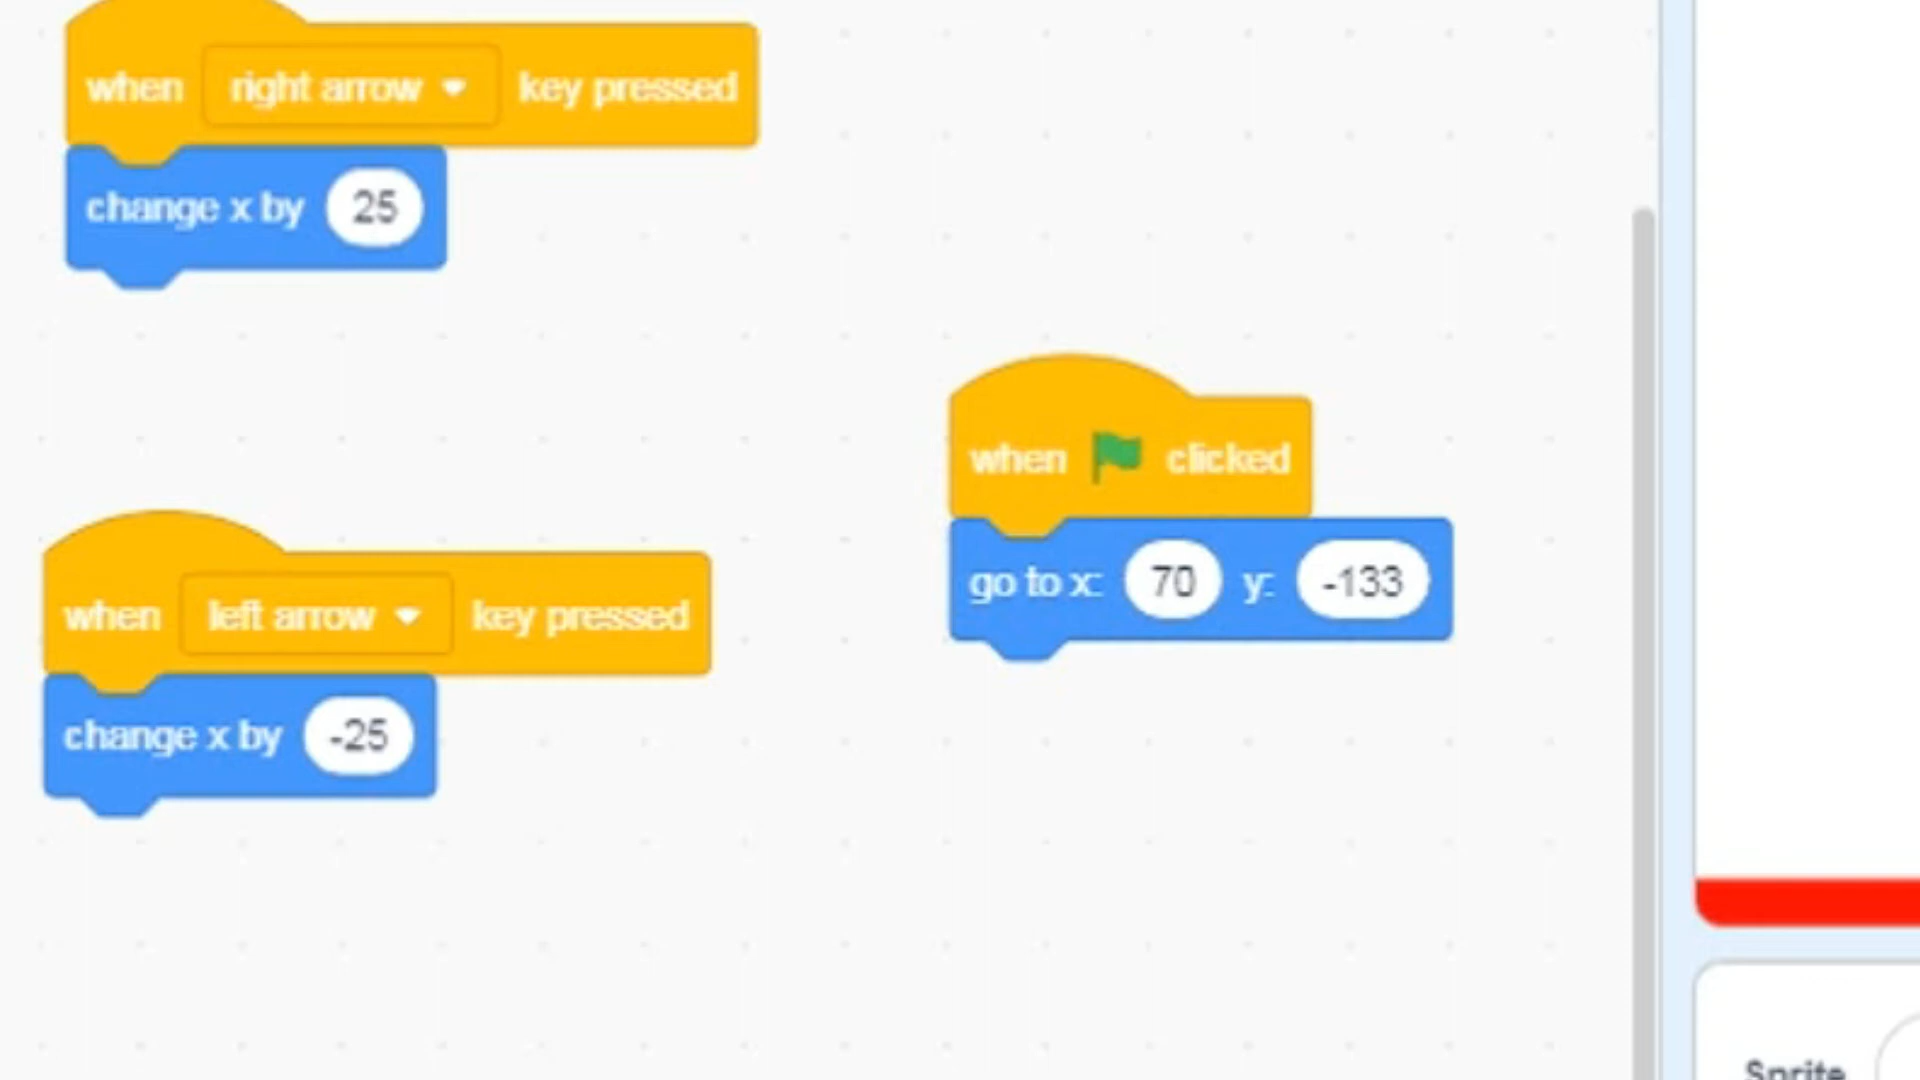 when right arrow key pressed
change x by 25
when clicked
go to x: 70 y: -133
when left arrow key pressed
change x by -25
Sprite